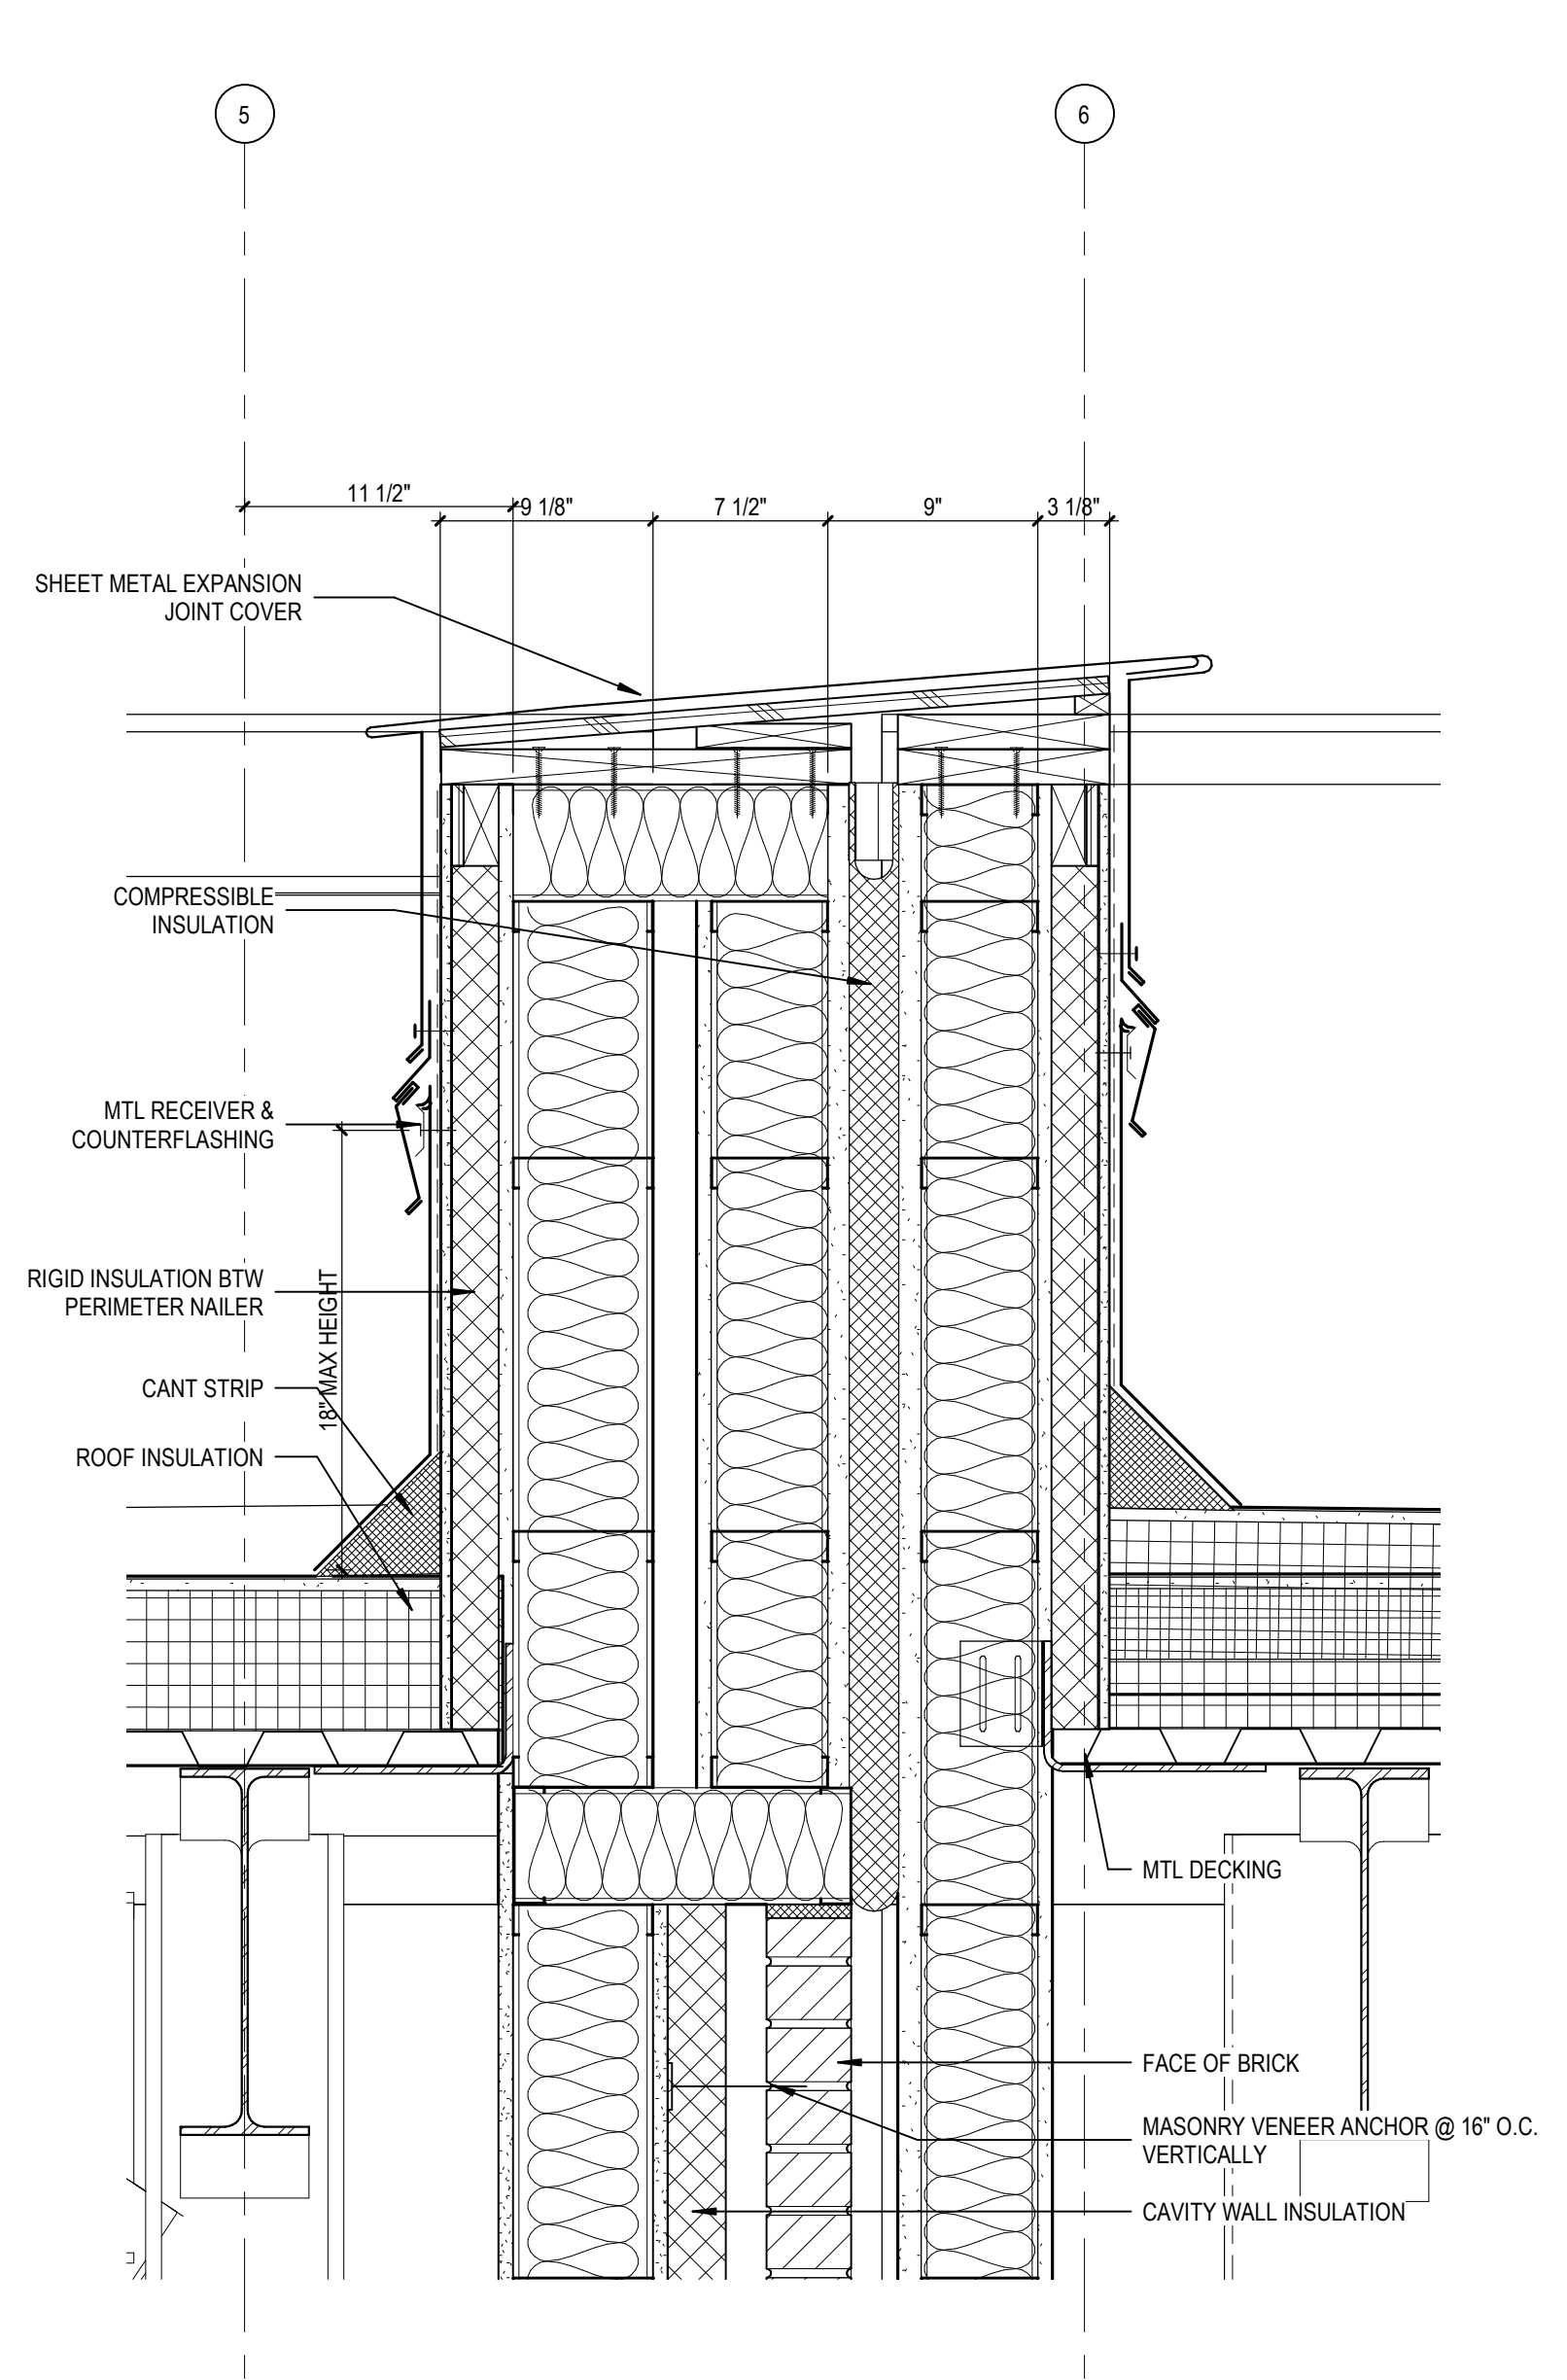 5
6
11 1/2"
9 1/8"
7 1/2"
9"
3 1/8"
SHEET METAL EXPANSION
JOINT COVER
COMPRESSIBLE
INSULATION
MTL RECEIVER &
COUNTERFLASHING
RIGID INSULATION BTW
PERIMETER NAILER
18" MAX HEIGHT
CANT STRIP
ROOF INSULATION
MTL DECKING
FACE OF BRICK
MASONRY VENEER ANCHOR @ 16" O.C.
VERTICALLY
CAVITY WALL INSULATION